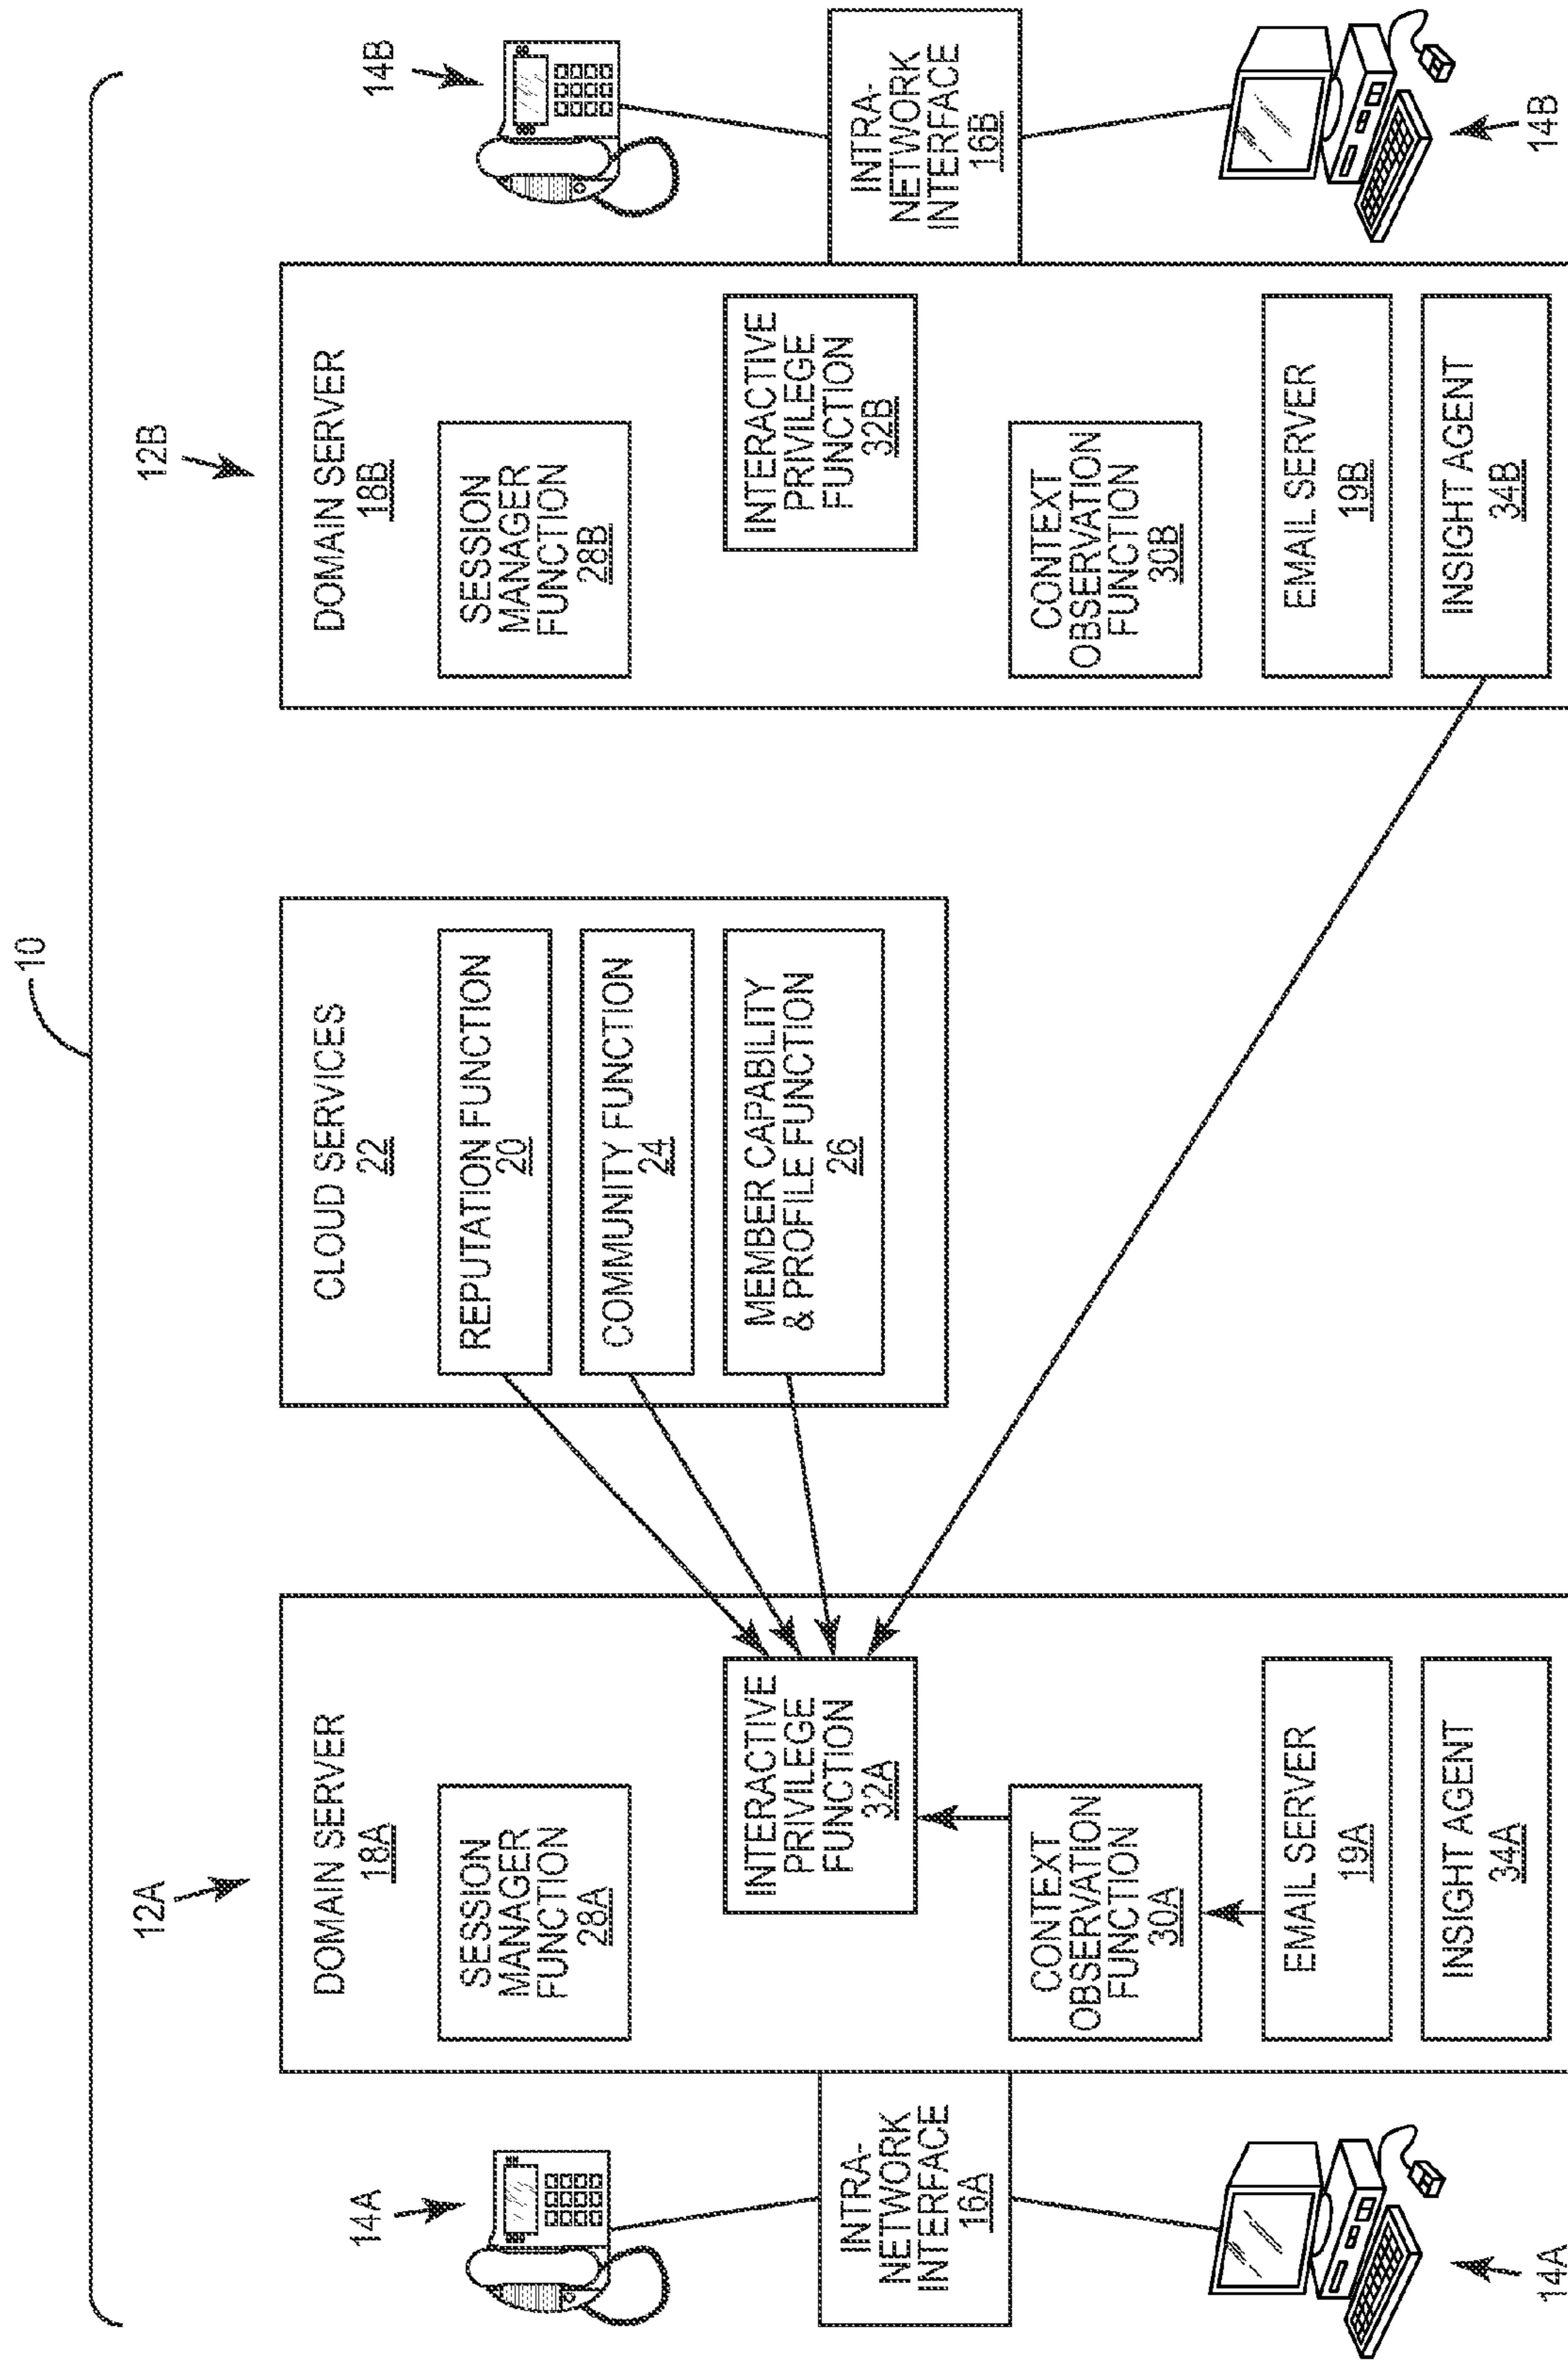 10
12A
12B
14A
DOMAIN SERVER
18A
SESSION
MANAGER
FUNCTION
28A
INTERACTIVE
PRIVILEGE
FUNCTION
32A
CONTEXT
OBSERVATION
FUNCTION
30A
EMAIL SERVER
19A
INSIGHT AGENT
34A
INTRA-
NETWORK
INTERFACE
16A
14A
CLOUD SERVICES
22
REPUTATION FUNCTION
20
COMMUNITY FUNCTION
24
MEMBER CAPABILITY
& PROFILE FUNCTION
26
DOMAIN SERVER
18B
SESSION
MANAGER
FUNCTION
28B
INTERACTIVE
PRIVILEGE
FUNCTION
32B
CONTEXT
OBSERVATION
FUNCTION
30B
EMAIL SERVER
19B
INSIGHT AGENT
34B
14B
INTRA-
NETWORK
INTERFACE
16B
14B